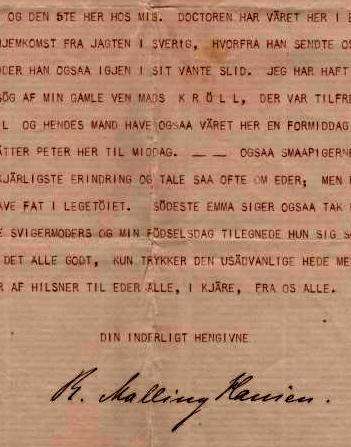 OG DEN 5TE HER HOS MIG. DOCTOREN HAR VÆRET HER I
HJEMKOMST FRA JAGTEN I SVERIG, HVORFRA HAN SENDTE OS
DER HAN OGSAA IGJEN I SIT VANTE SLID. JEG HAR HAFT
SÖG AF MIN GAMLE VEN MADS KRÖLL, DER VAR TILFRE
L OG HENDES MAND HAVE OGSAA VÆRET HER EN FORMIDDAG
ÄTTER PETER HER TIL MIDDAG. —— OGSAA SMAAPIGERNE
KJÄRLIGSTE ERINDRING OG TALE SAA OFTE OM EDER; MEN
AVE FAT I LEGETÖIET. SÖDESTE EMMA SIGER OGSAA TAK
E SVIGERMODERS OG MIN FÖDSELSDAG TILEGNEDE HUN SIG
DET ALLE GODT, KUN TRYKKER DEN USÄDVANLIGE HEDE ME
R AF HILSNER TIL EDER ALLE, I KJÄRE, FRA OS ALLE.
DIN INDERLIGT HENGIVNE
R. Malling Hansen.